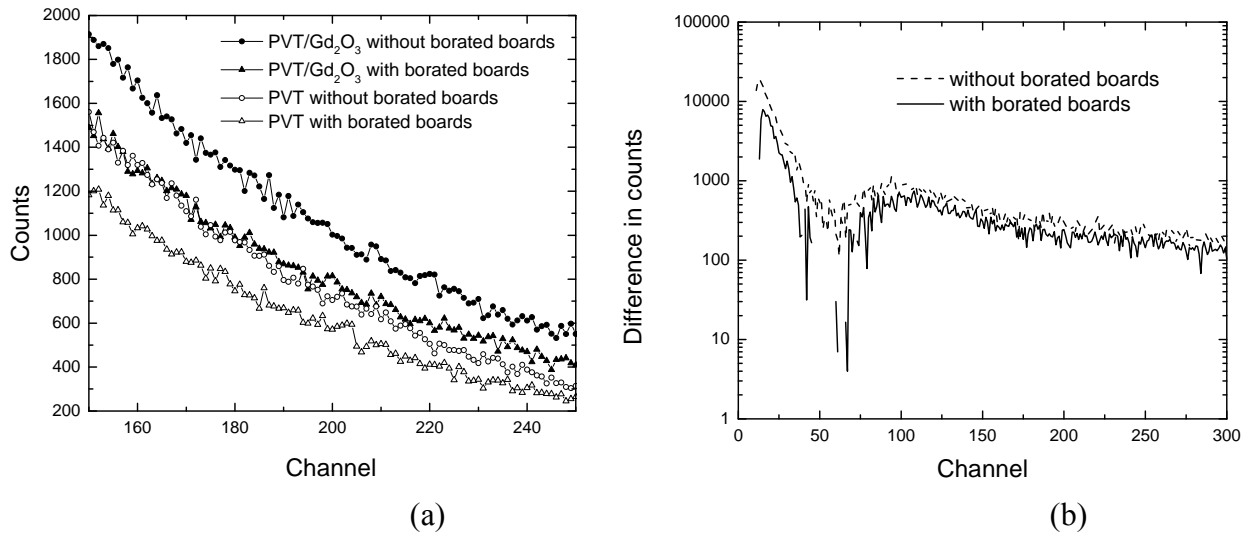 2000
1800
1600
1400
1200
1000
800
600
400
200
160
180
200
220
240
Counts
Channel
PVT/Gd₂O₃ without borated boards
PVT/Gd₂O₃ with borated boards
PVT without borated boards
PVT with borated boards
(a)
100000
10000
1000
100
10
1
0
50
100
150
200
250
300
Difference in counts
Channel
without borated boards
with borated boards
(b)